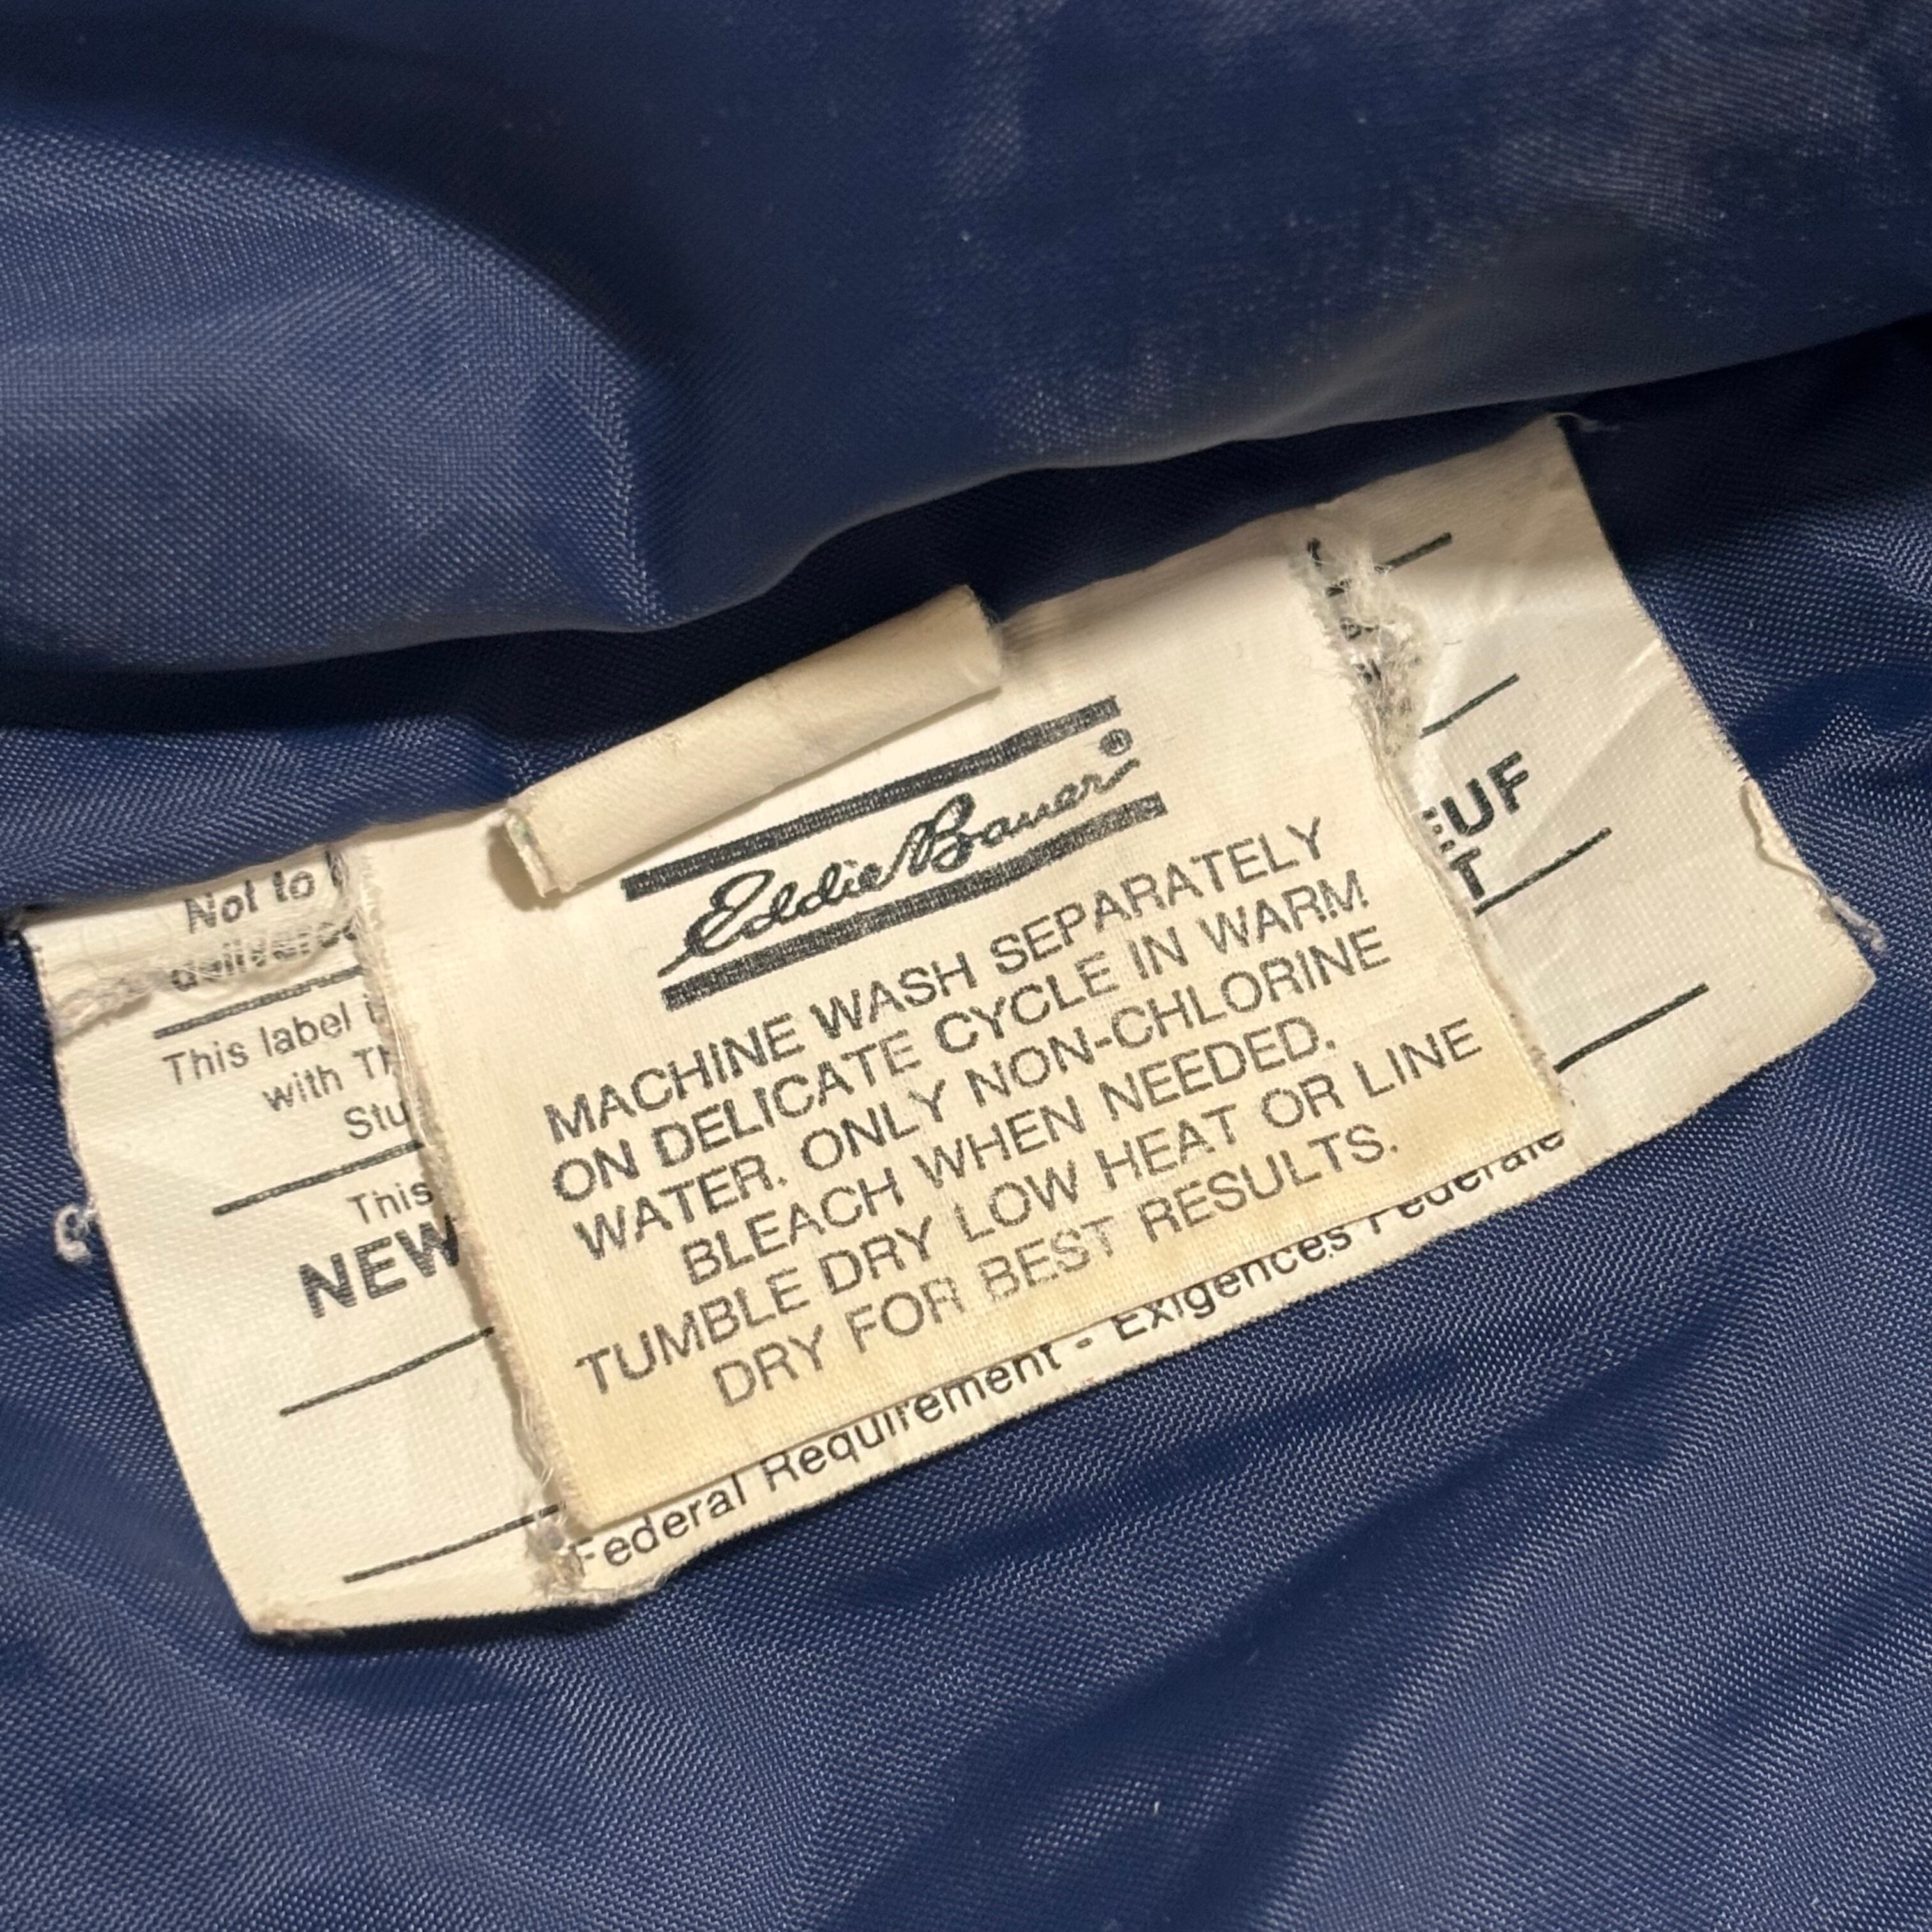 Eddie Bauer®
MACHINE WASH SEPARATELY
ON DELICATE CYCLE IN WARM
WATER. ONLY NON-CHLORINE
BLEACH WHEN NEEDED.
TUMBLE DRY LOW HEAT OR LINE
DRY FOR BEST RESULTS.
Not to
This label
with
This
NEW
EUF
Federal Requirement - Exigences Federale